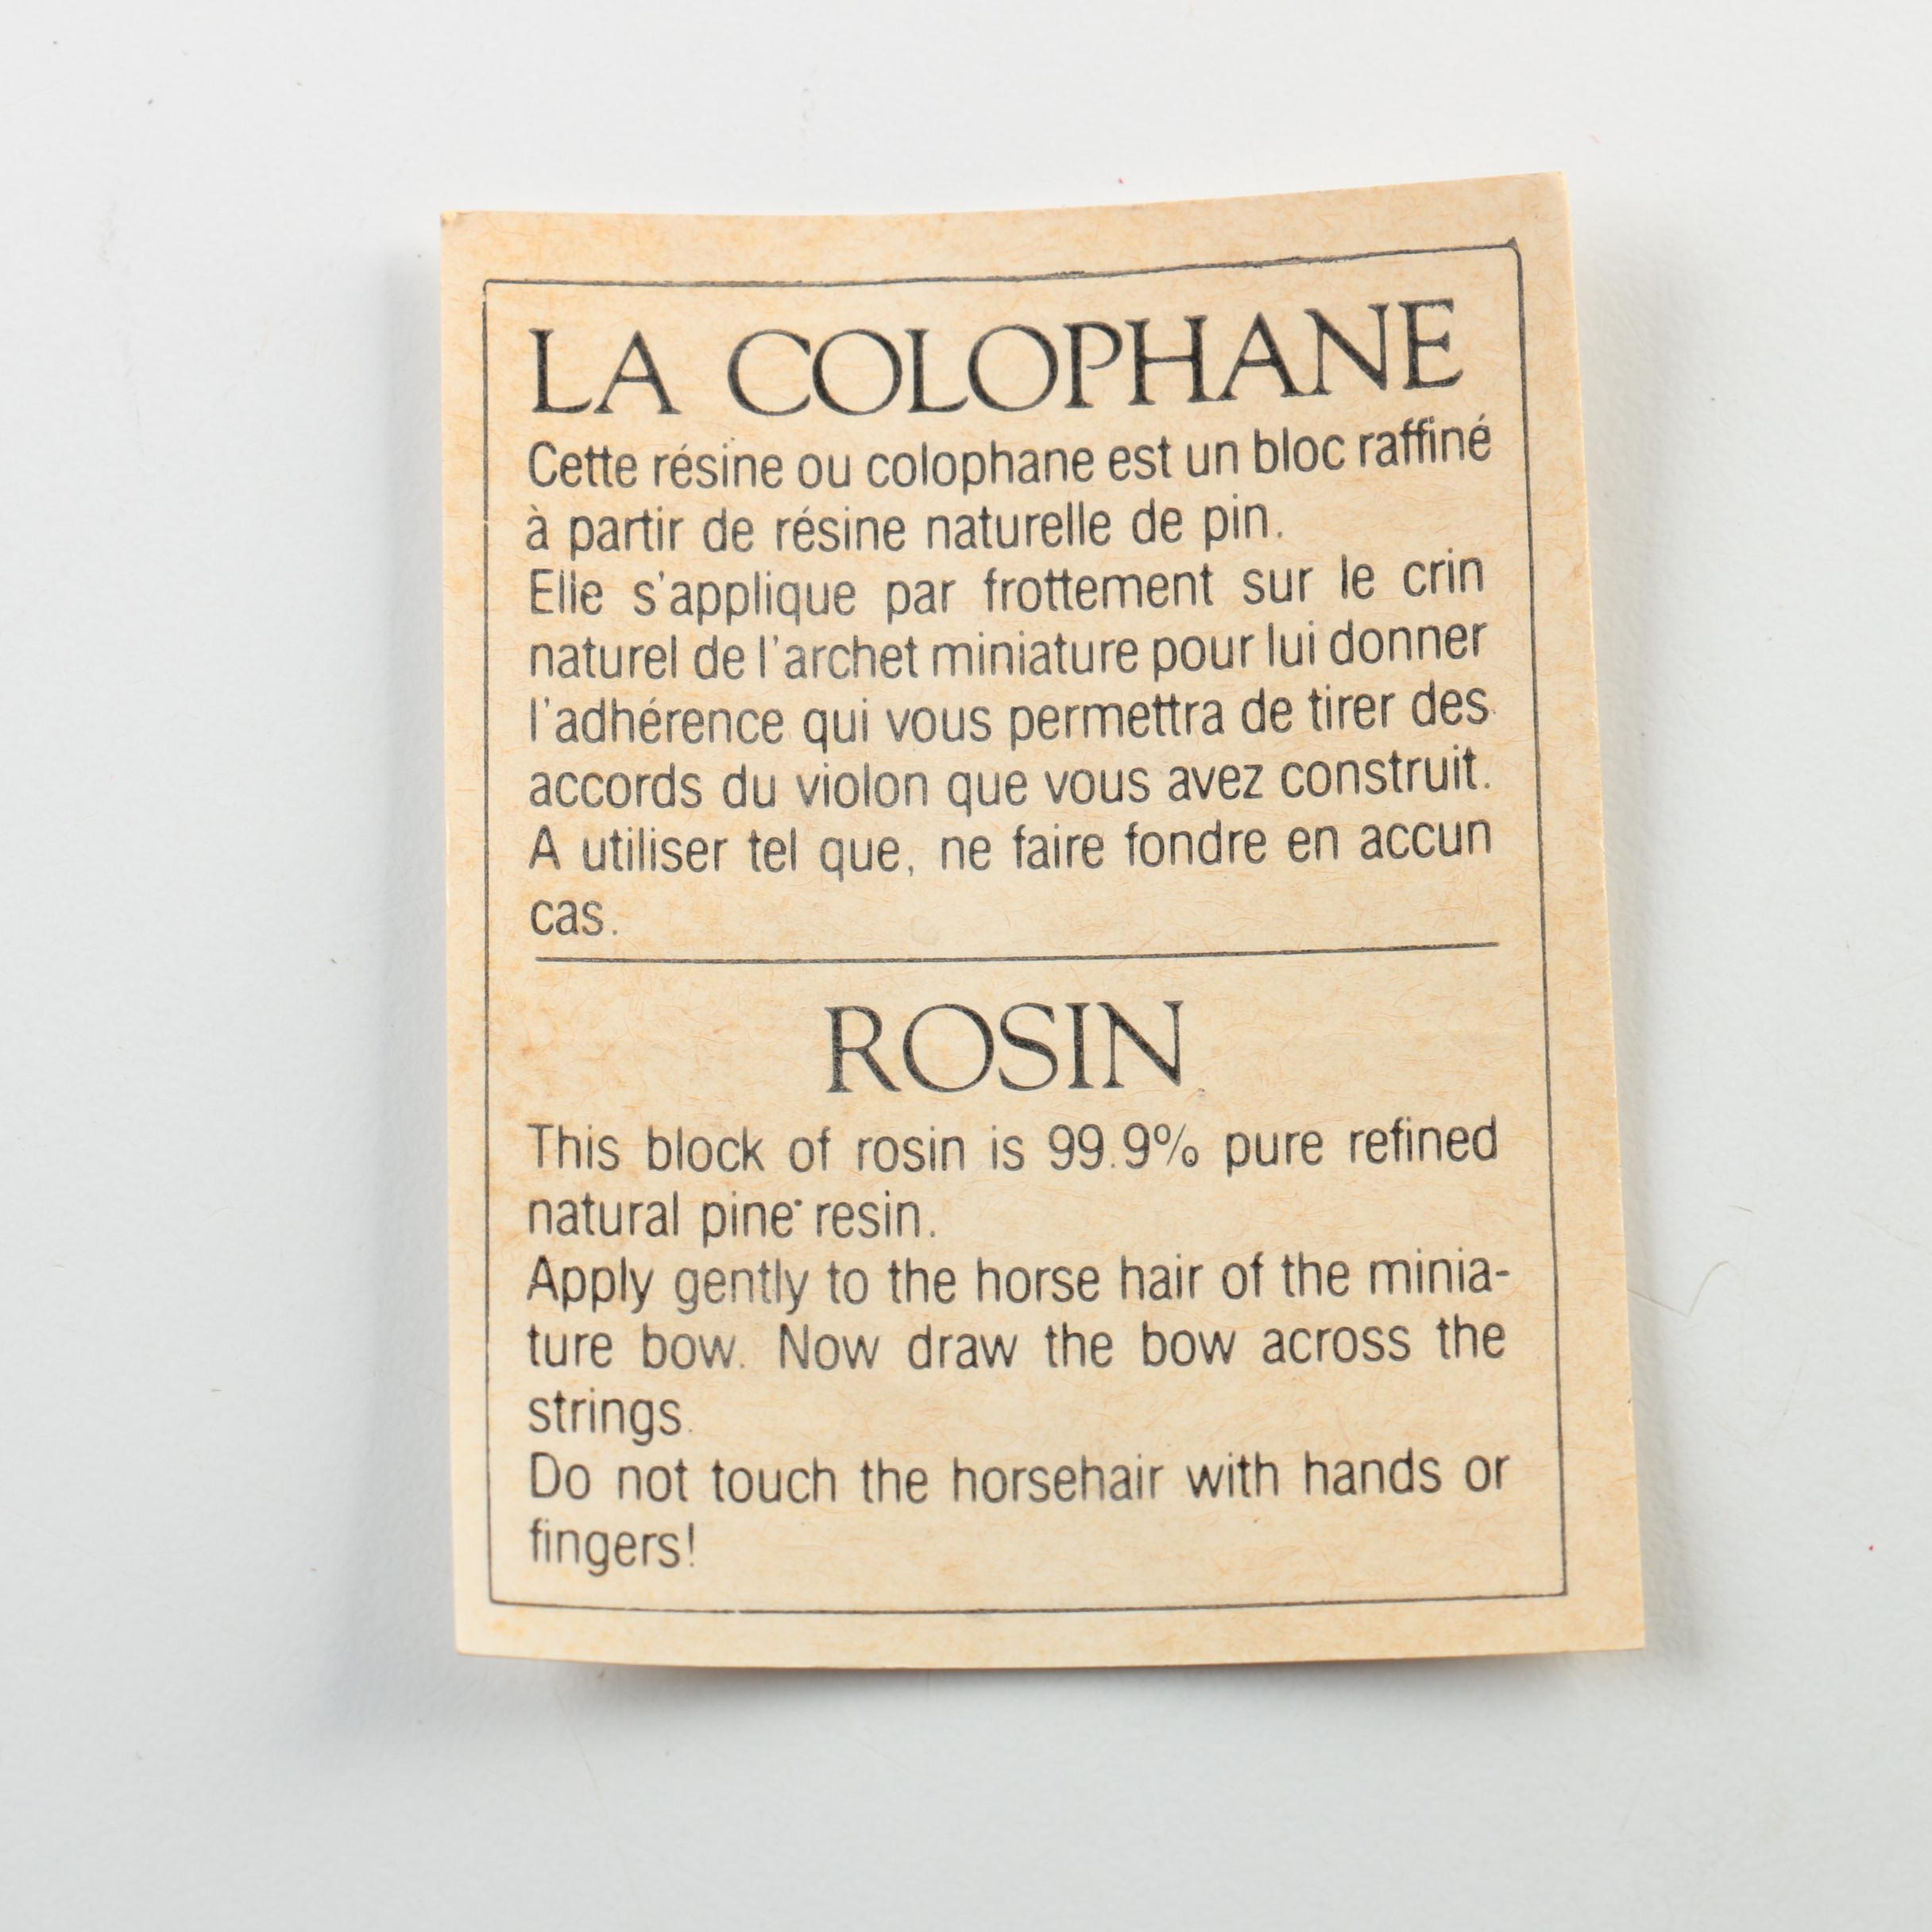 LA COLOPHANE
Cette résine ou colophane est un bloc raffiné
à partir de résine naturelle de pin.
Elle s'applique par frottement sur le crin
naturel de l'archet miniature pour lui donner
l'adhérence qui vous permettra de tirer des
accords du violon que vous avez construit.
A utiliser tel que, ne faire fondre en accun
cas.
ROSIN
This block of rosin is 99.9% pure refined
natural pine resin.
Apply gently to the horse hair of the minia-
ture bow. Now draw the bow across the
strings.
Do not touch the horsehair with hands or
fingers!